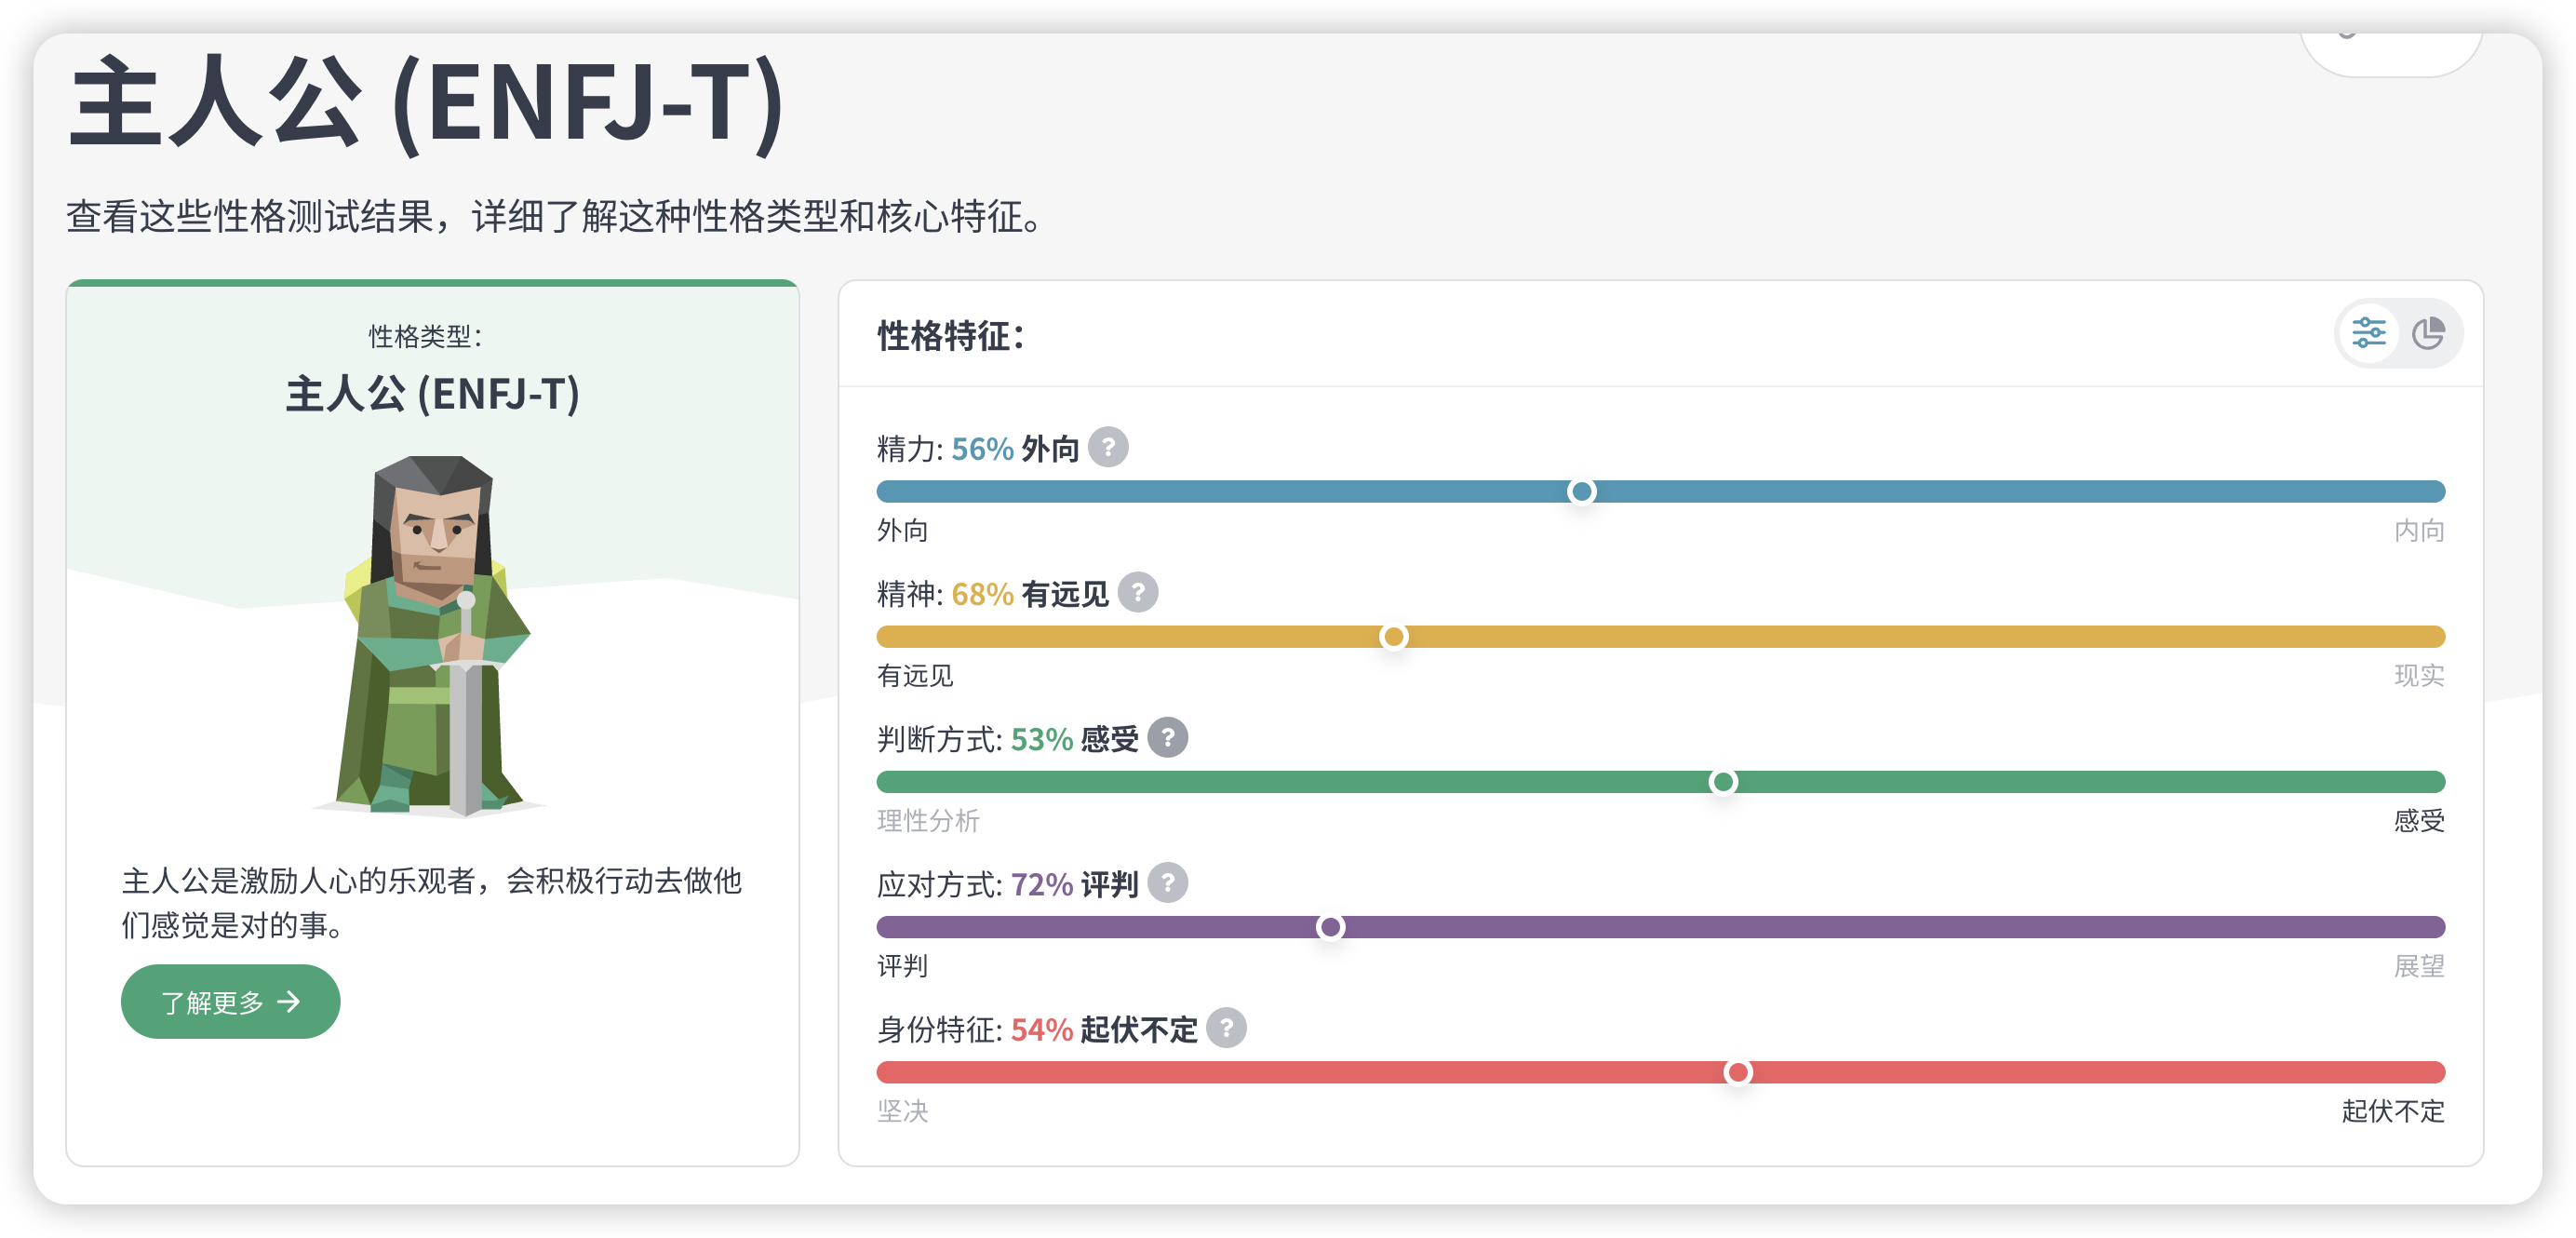 主人公 (ENFJ-T)
查看这些性格测试结果，详细了解这种性格类型和核心特征。
性格类型：
主人公 (ENFJ-T)
主人公是激励人心的乐观者，会积极行动去做他
们感觉是对的事。
了解更多 →
性格特征：
精力: 56% 外向 ?
外向 内向
精神: 68% 有远见 ?
有远见 现实
判断方式: 53% 感受 ?
理性分析 感受
应对方式: 72% 评判 ?
评判 展望
身份特征: 54% 起伏不定 ?
坚决 起伏不定